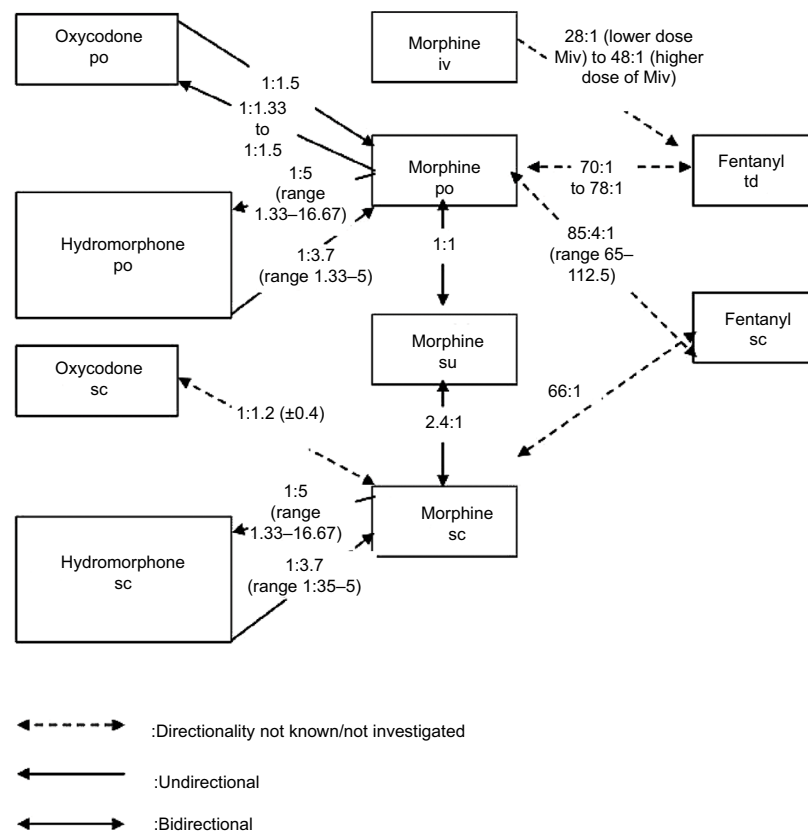 Oxycodone
po
Morphine
iv
28:1 (lower dose
Miv) to 48:1 (higher
dose of Miv)
1:1.5
1:1.33
to
1:1.5
Morphine
po
70:1
to 78:1
Fentanyl
td
1:5
(range
1.33–16.67)
Hydromorphone
po
1:3.7
(range 1.33–5)
1:1
85:4:1
(range 65–
112.5)
Fentanyl
sc
Morphine
su
Oxycodone
sc
1:1.2 (±0.4)
2.4:1
66:1
1:5
(range
1.33–16.67)
Morphine
sc
Hydromorphone
sc
1:3.7
(range 1:35–5)
:Directionality not known/not investigated
:Undirectional
:Bidirectional